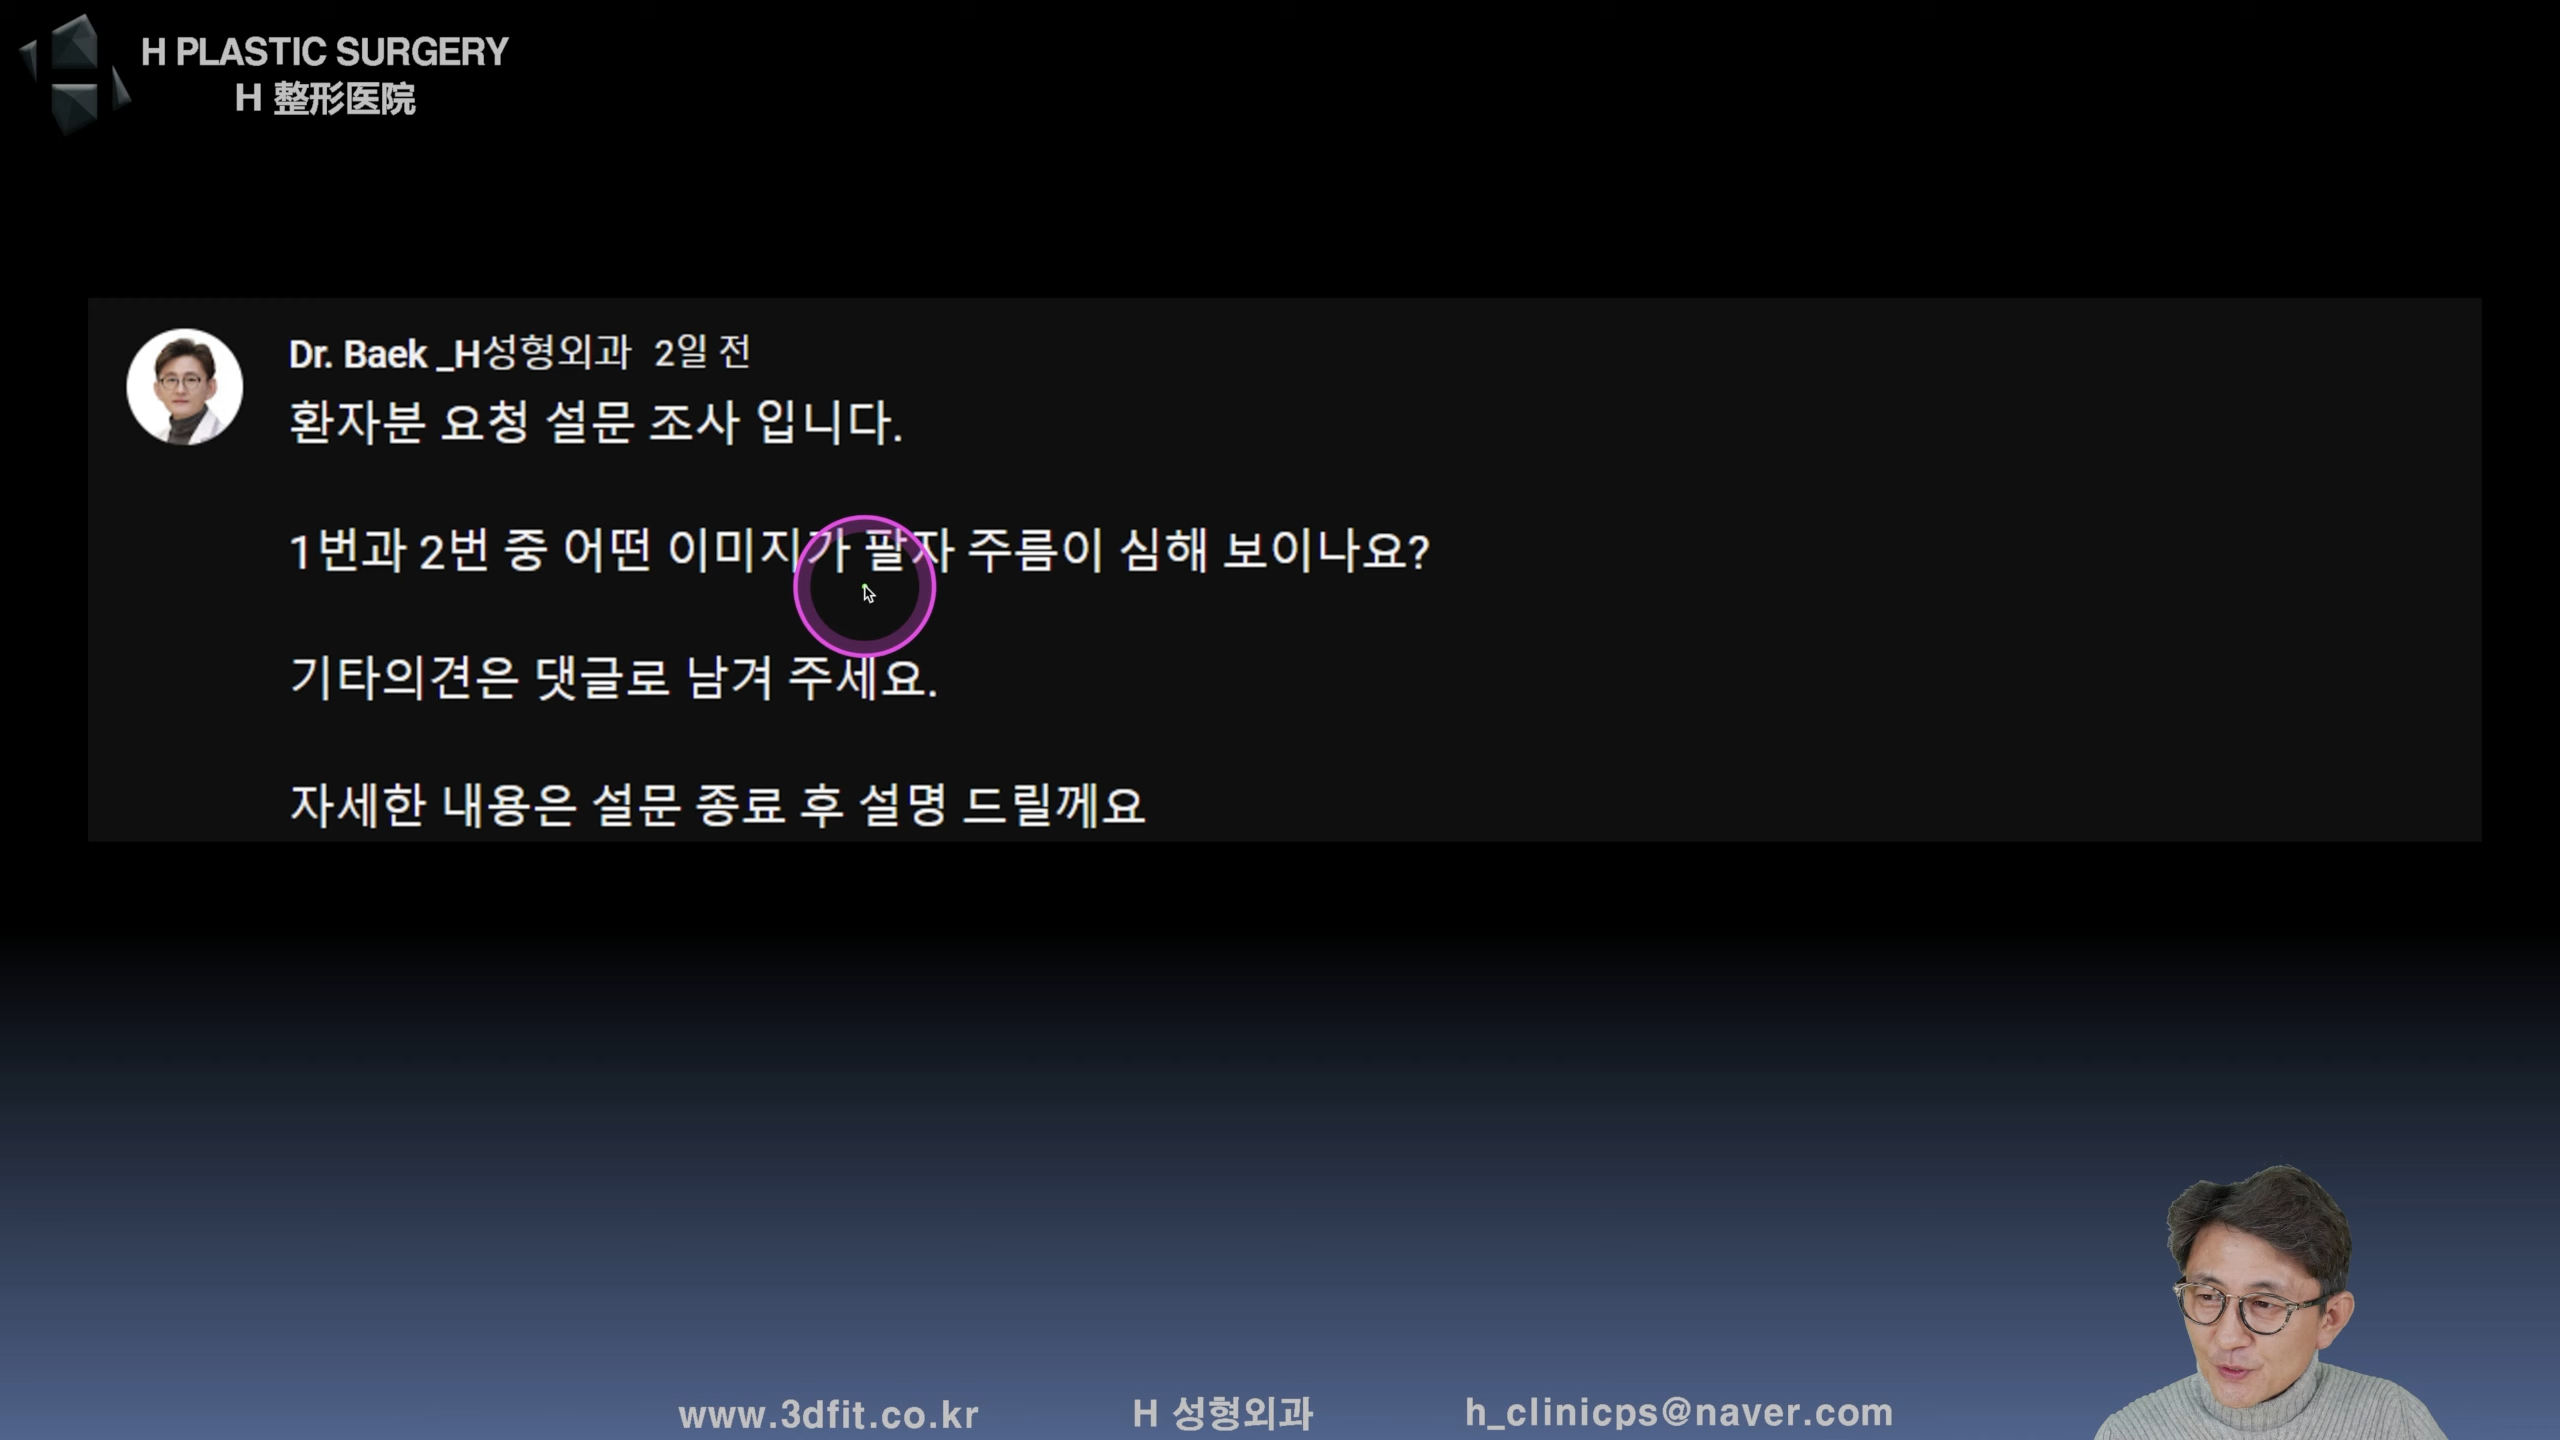 H PLASTIC SURGERY
H 整形医院
Dr. Baek _H성형외과 2일 전
환자분 요청 설문 조사 입니다.
1번과 2번 중 어떤 이미지가 팔자 주름이 심해 보이나요?
기타의견은 댓글로 남겨 주세요.
자세한 내용은 설문 종료 후 설명 드릴께요
www.3dfit.co.kr H 성형외과 h_clinicps@naver.com